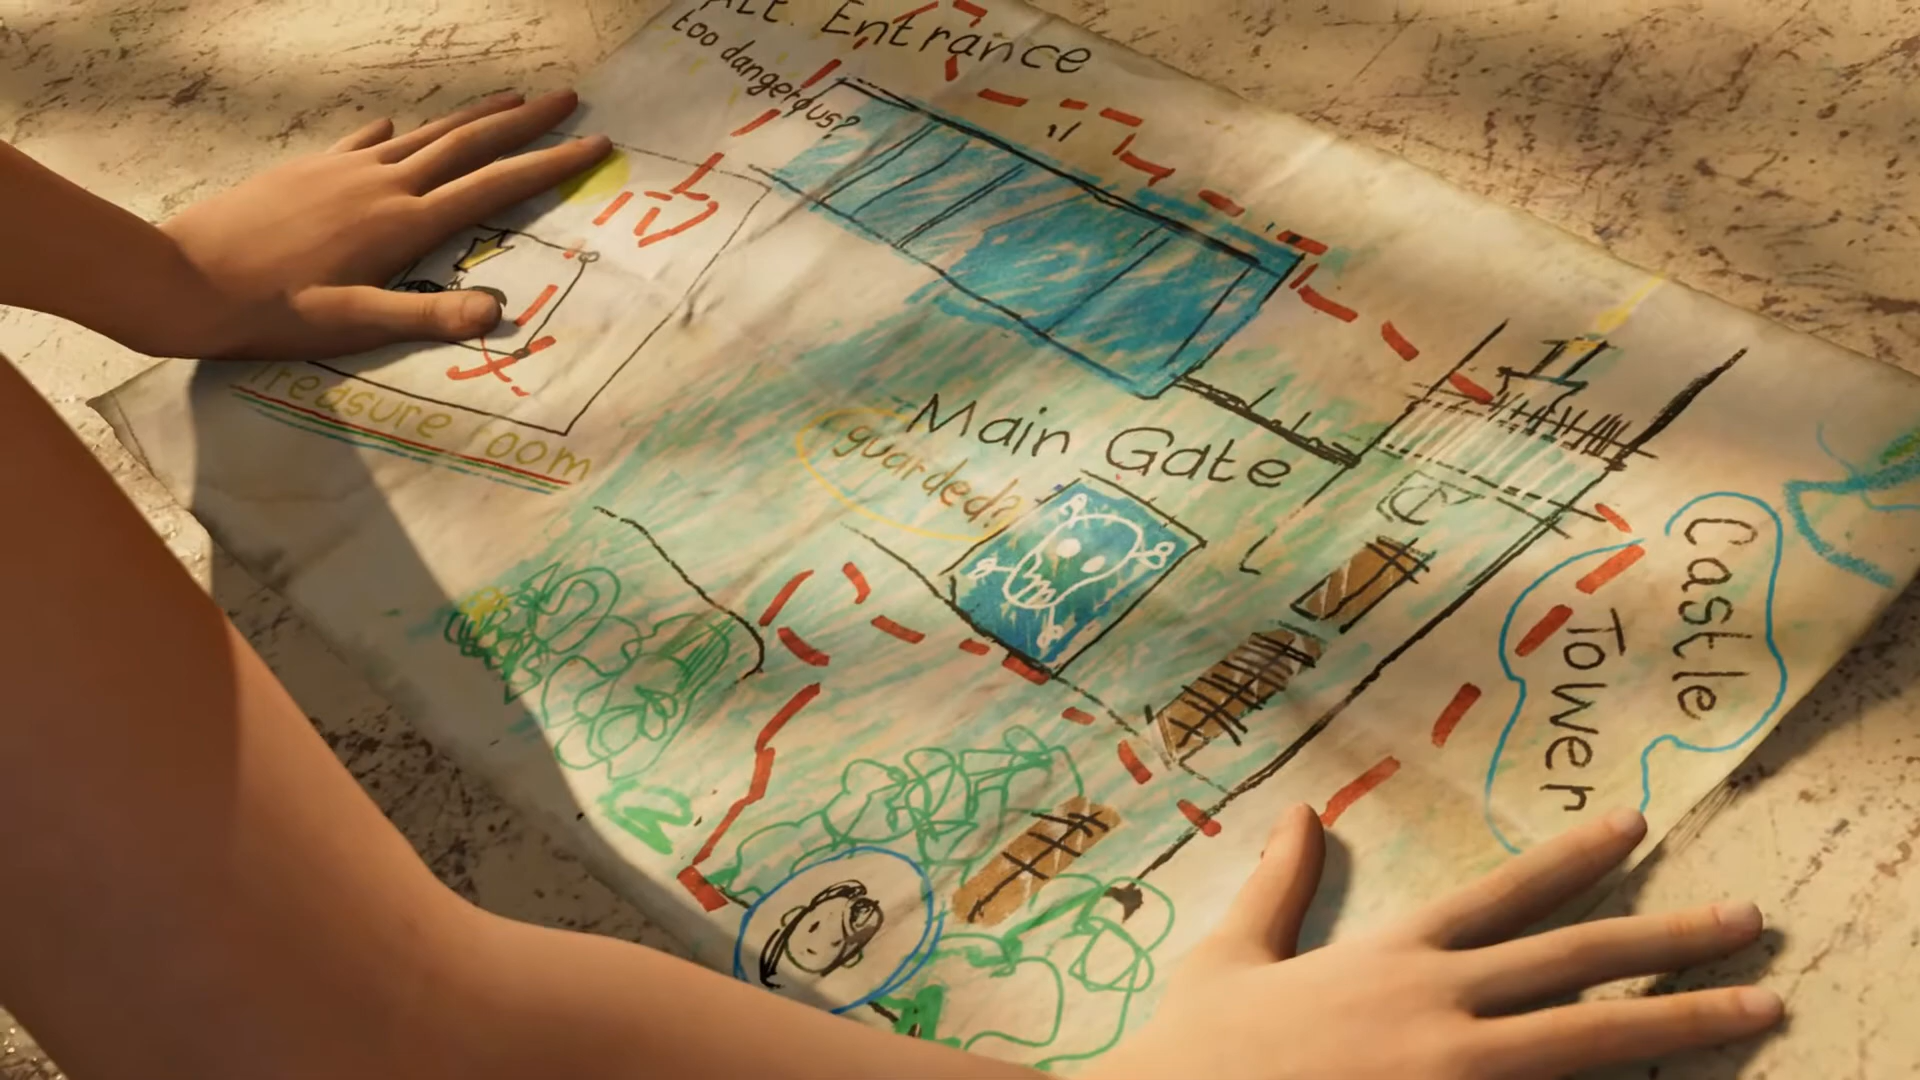 Alt. Entrance
too dangerous?
Treasure room
Main Gate
guarded?
Castle
Tower